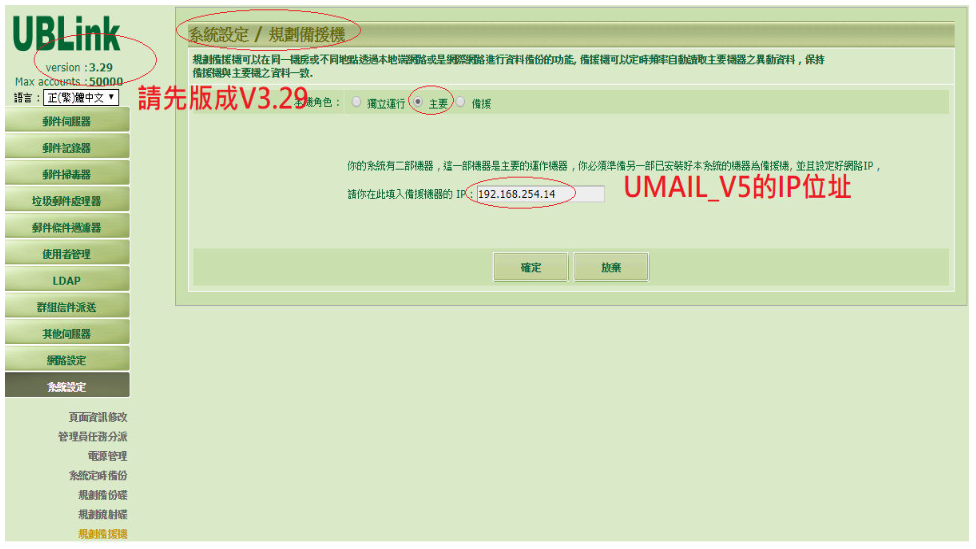 UBLink
version : 3.29
Max accounts : 50000
語言： 正(繁)體中文
請先版成V3.29
郵件伺服器
郵件記錄器
郵件掃毒器
垃圾郵件處理器
郵件條件過濾器
使用者管理
LDAP
群組信件派送
其他伺服器
網路設定
系統設定
頁面資訊修改
管理員任務分派
電源管理
系統定時備份
規劃備份碟
規劃鏡射碟
規劃備援機
系統設定 / 規劃備援機
規劃備援機可以在同一機房或不同地點透過本地端網路或是網際網路進行資料備份的功能, 備援機可以定時頻率自動讀取主要機器之異動資料，保持
備援機與主要機之資料一致.
本機角色： 獨立運行 主要 備援
你的系統有二部機器，這一部機器是主要的運作機器，你必須準備另一部已安裝好本系統的機器為備援機, 並且設定好網路IP，
請你在此填入備援機器的 IP : 192.168.254.14
UMAIL_V5的IP位址
確定
放棄